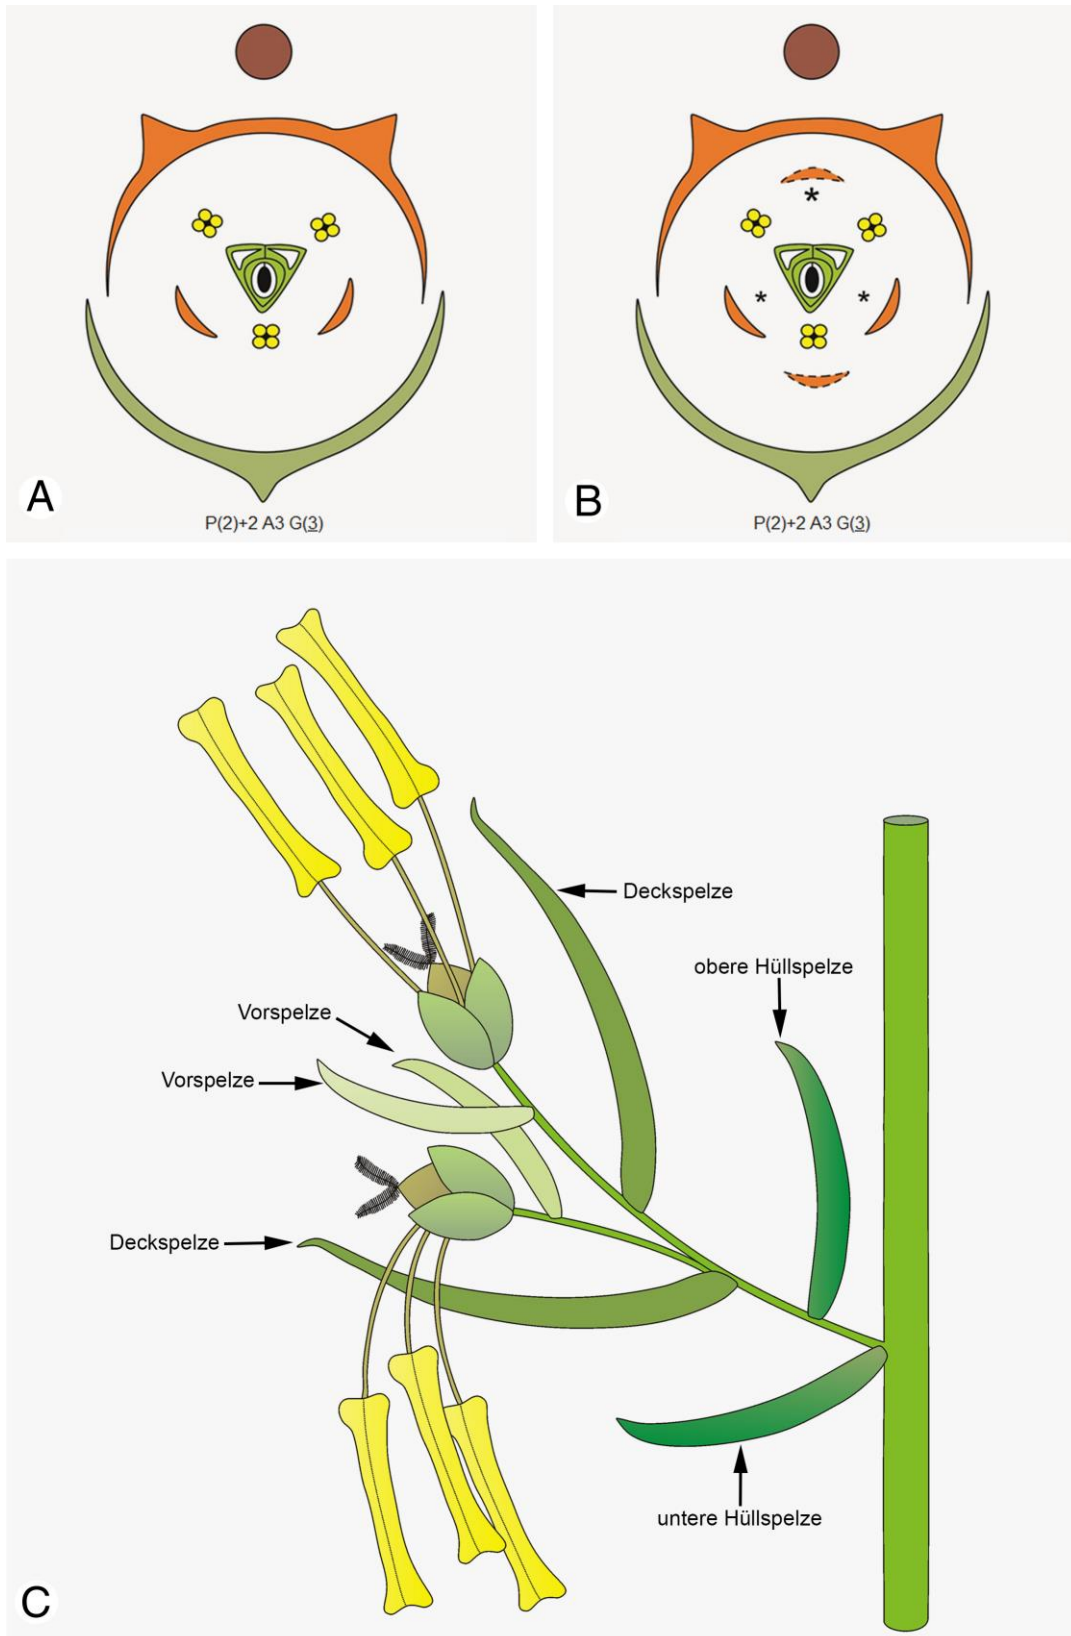 A
P(2)+2 A3 G(3)
*
*
*
B
P(2)+2 A3 G(3)
Deckspelze
obere Hüllspelze
Vorspelze
Vorspelze
Deckspelze
untere Hüllspelze
C